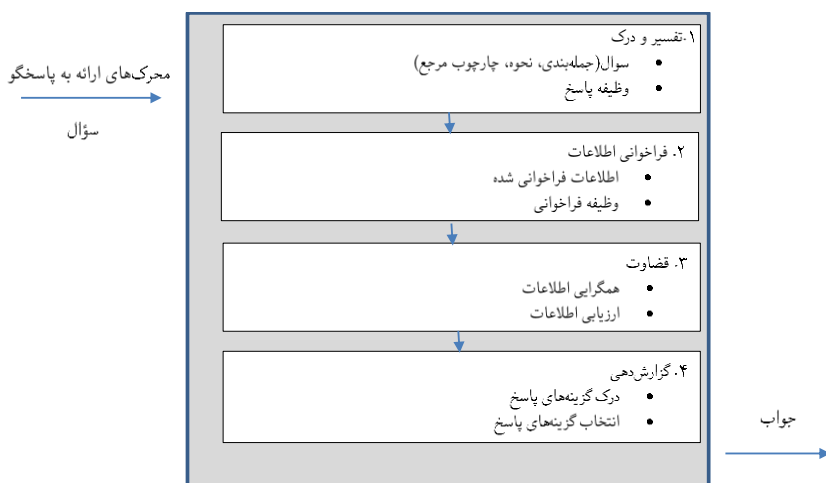 محرک‌های ارائه به پاسخگو
سؤال
۱.تفسیر و درک
• سوال(جمله‌بندی، نحوه، چارچوب مرجع)
• وظیفه پاسخ
۲. فراخوانی اطلاعات
• اطلاعات فراخوانی شده
• وظیفه فراخوانی
۳. قضاوت
• همگرایی اطلاعات
• ارزیابی اطلاعات
۴. گزارش‌دهی
• درک گزینه‌های پاسخ
• انتخاب گزینه‌های پاسخ
جواب